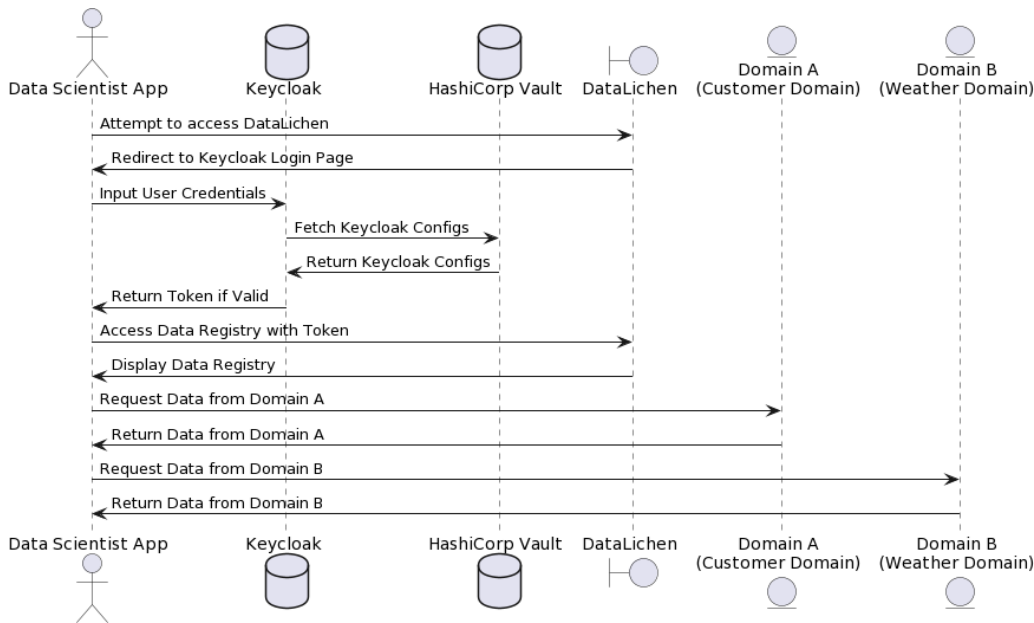 Data Scientist App
Keycloak
HashiCorp Vault
DataLichen
Domain A
(Customer Domain)
Domain B
(Weather Domain)
Attempt to access DataLichen
Redirect to Keycloak Login Page
Input User Credentials
Fetch Keycloak Configs
Return Keycloak Configs
Return Token if Valid
Access Data Registry with Token
Display Data Registry
Request Data from Domain A
Return Data from Domain A
Request Data from Domain B
Return Data from Domain B
Data Scientist App
Keycloak
HashiCorp Vault
DataLichen
Domain A
(Customer Domain)
Domain B
(Weather Domain)